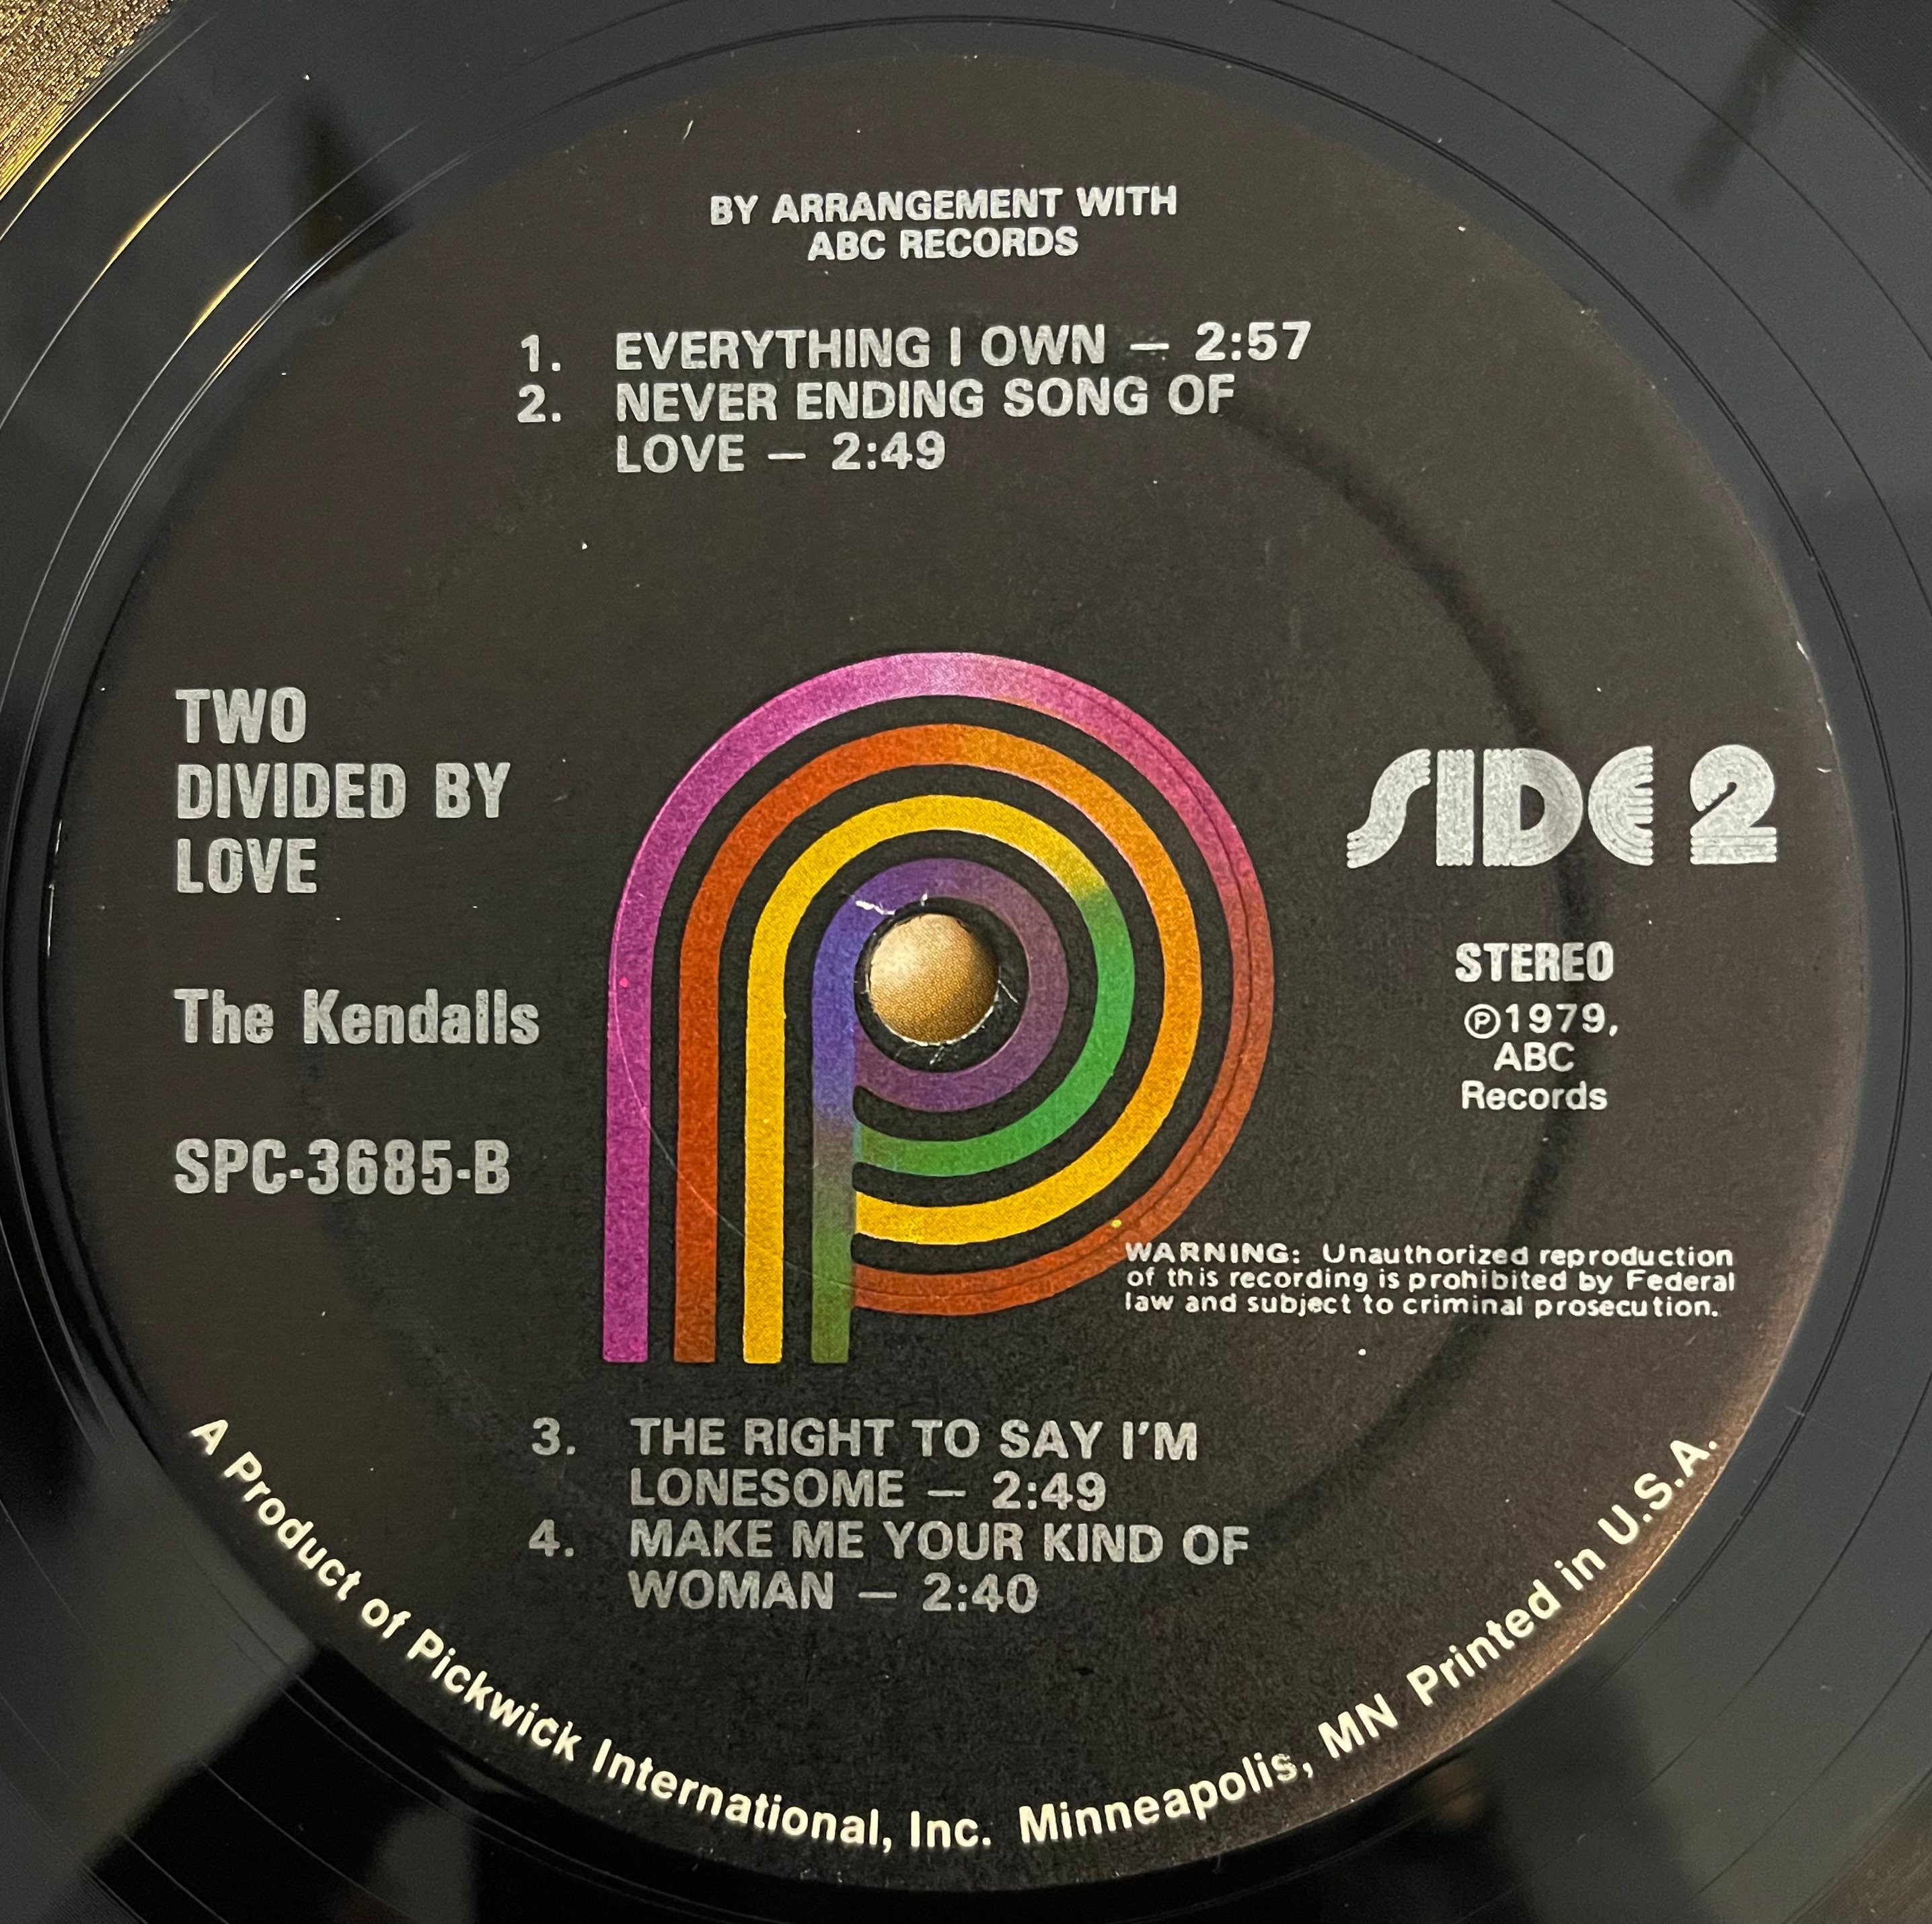 BY ARRANGEMENT WITH
ABC RECORDS
1. EVERYTHING I OWN — 2:57
2. NEVER ENDING SONG OF
LOVE — 2:49
TWO
DIVIDED BY
LOVE
The Kendalls
SPC-3685-B
SIDE 2
STEREO
℗1979,
ABC
Records
WARNING: Unauthorized reproduction
of this recording is prohibited by Federal
law and subject to criminal prosecution.
3. THE RIGHT TO SAY I'M
LONESOME — 2:49
4. MAKE ME YOUR KIND OF
WOMAN — 2:40
A Product of Pickwick International, Inc. Minneapolis, MN Printed in U.S.A.